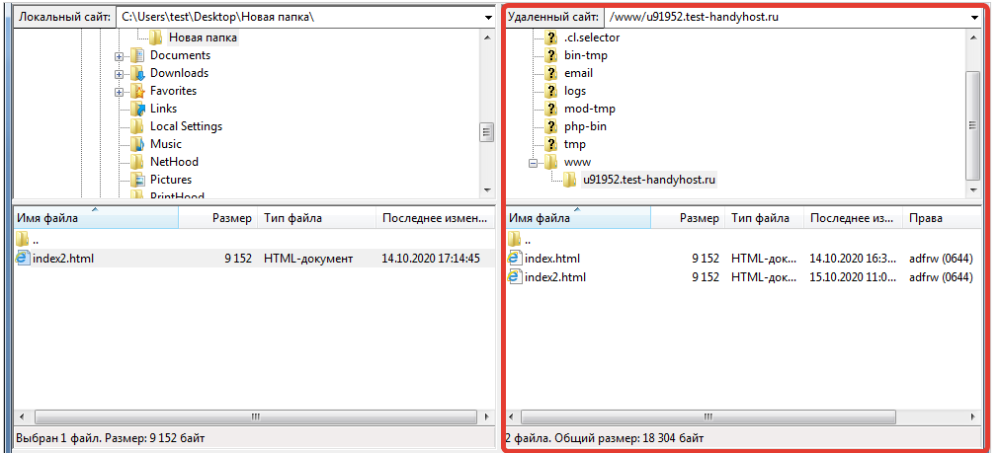 Локальный сайт: C:\Users\test\Desktop\Новая папка\
Новая папка
Documents
Downloads
Favorites
Links
Local Settings
Music
NetHood
Pictures
PrintHood
Имя файла Размер Тип файла Последнее измен...
..
index2.html 9 152 HTML-документ 14.10.2020 17:14:45
Выбран 1 файл. Размер: 9 152 байт
Удаленный сайт: /www/u91952.test-handyhost.ru
.cl.selector
bin-tmp
email
logs
mod-tmp
php-bin
tmp
www
u91952.test-handyhost.ru
Имя файла Размер Тип файла Последнее из... Права
..
index.html 9 152 HTML-док... 14.10.2020 16:3... adfrw (0644)
index2.html 9 152 HTML-док... 15.10.2020 11:0... adfrw (0644)
2 файла. Общий размер: 18 304 байт